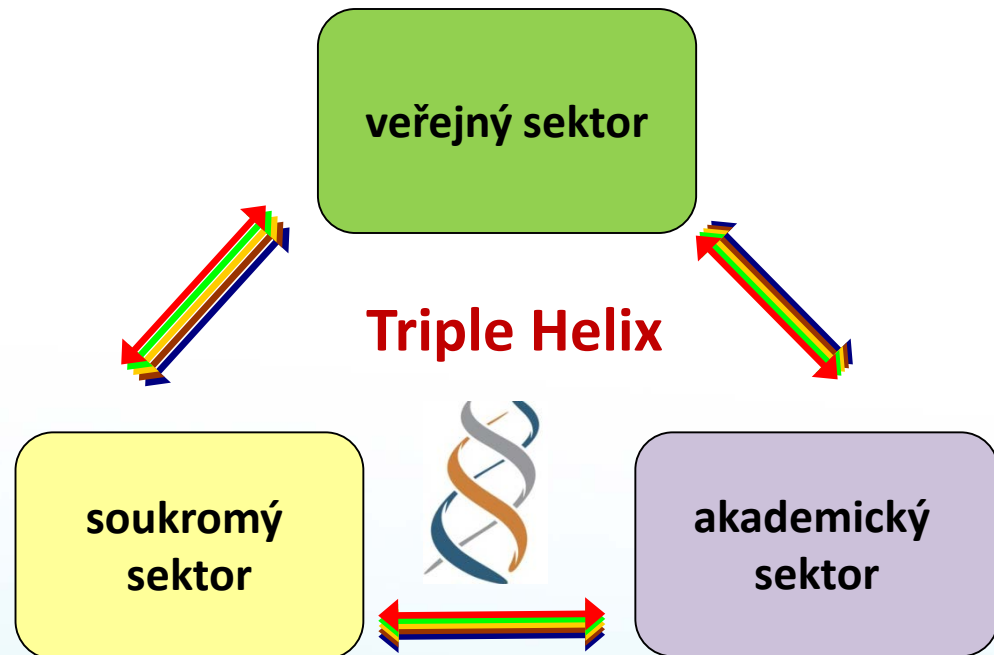 veřejný sektor
Triple Helix
soukromý
sektor
akademický
sektor